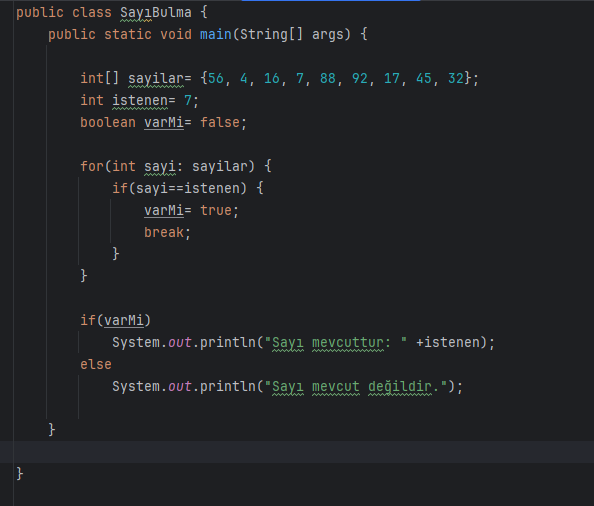 public class SayıBulma {
public static void main(String[] args) {
int[] sayilar= {56, 4, 16, 7, 88, 92, 17, 45, 32};
int istenen= 7;
boolean varMi= false;
for(int sayi: sayilar) {
if(sayi==istenen) {
varMi= true;
break;
}
}
if(varMi)
System.out.println("Sayı mevcuttur: " +istenen);
else
System.out.println("Sayı mevcut değildir.");
}
}